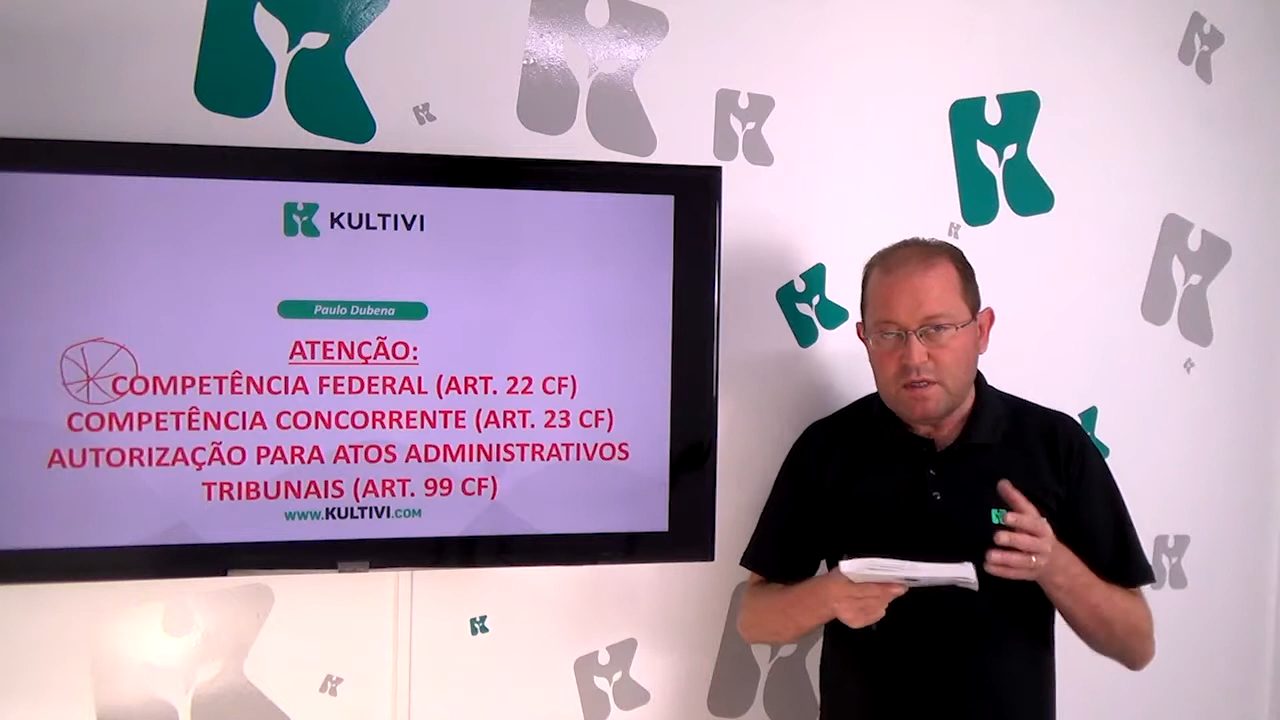 KULTIVI
Paulo Dubena
ATENÇÃO:
COMPETÊNCIA FEDERAL (ART. 22 CF)
COMPETÊNCIA CONCORRENTE (ART. 23 CF)
AUTORIZAÇÃO PARA ATOS ADMINISTRATIVOS
TRIBUNAIS (ART. 99 CF)
WWW.KULTIVI.COM